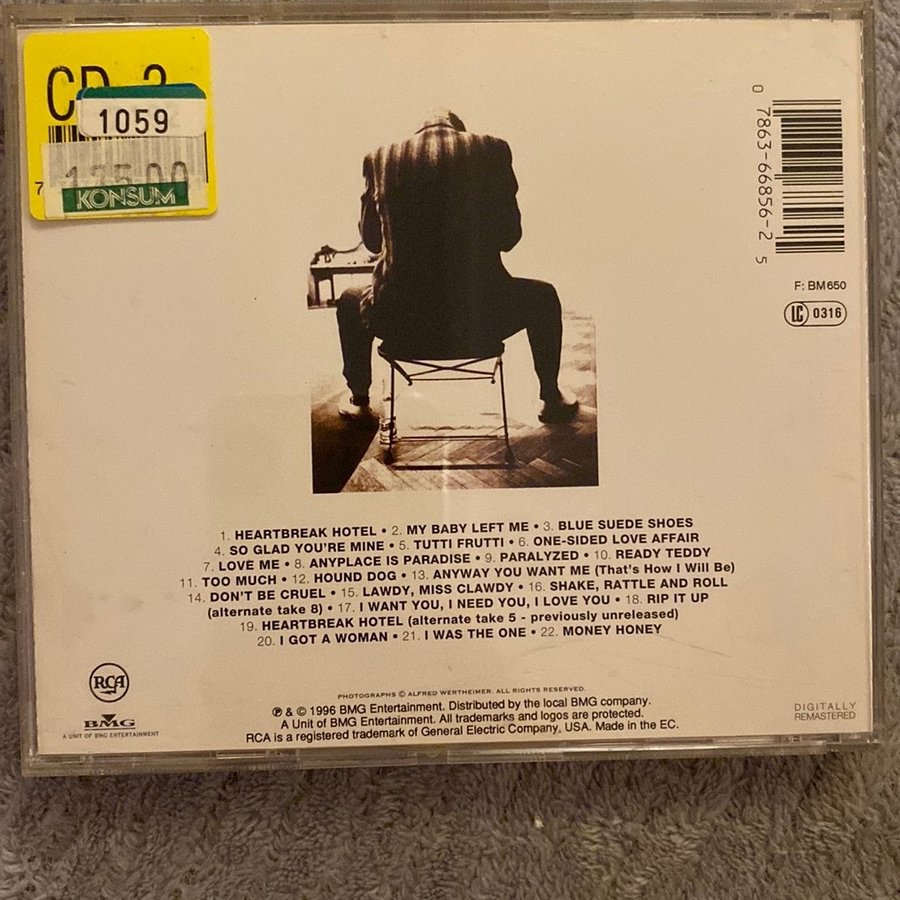 CD 2
1059
175:00
7
KONSUM
0 7863-66856-2 5
F: BM650
LC 0316
1. HEARTBREAK HOTEL • 2. MY BABY LEFT ME • 3. BLUE SUEDE SHOES
4. SO GLAD YOU'RE MINE • 5. TUTTI FRUTTI • 6. ONE-SIDED LOVE AFFAIR
7. LOVE ME • 8. ANYPLACE IS PARADISE • 9. PARALYZED • 10. READY TEDDY
11. TOO MUCH • 12. HOUND DOG • 13. ANYWAY YOU WANT ME (That's How I Will Be)
14. DON'T BE CRUEL • 15. LAWDY, MISS CLAWDY • 16. SHAKE, RATTLE AND ROLL
(alternate take 8) • 17. I WANT YOU, I NEED YOU, I LOVE YOU • 18. RIP IT UP
19. HEARTBREAK HOTEL (alternate take 5 - previously unreleased)
20. I GOT A WOMAN • 21. I WAS THE ONE • 22. MONEY HONEY
RCA
BMG
A UNIT OF BMG ENTERTAINMENT
PHOTOGRAPHS © ALFRED WERTHEIMER. ALL RIGHTS RESERVED.
℗ & © 1996 BMG Entertainment. Distributed by the local BMG company.
A Unit of BMG Entertainment. All trademarks and logos are protected.
RCA is a registered trademark of General Electric Company, USA. Made in the EC.
DIGITALLY
REMASTERED